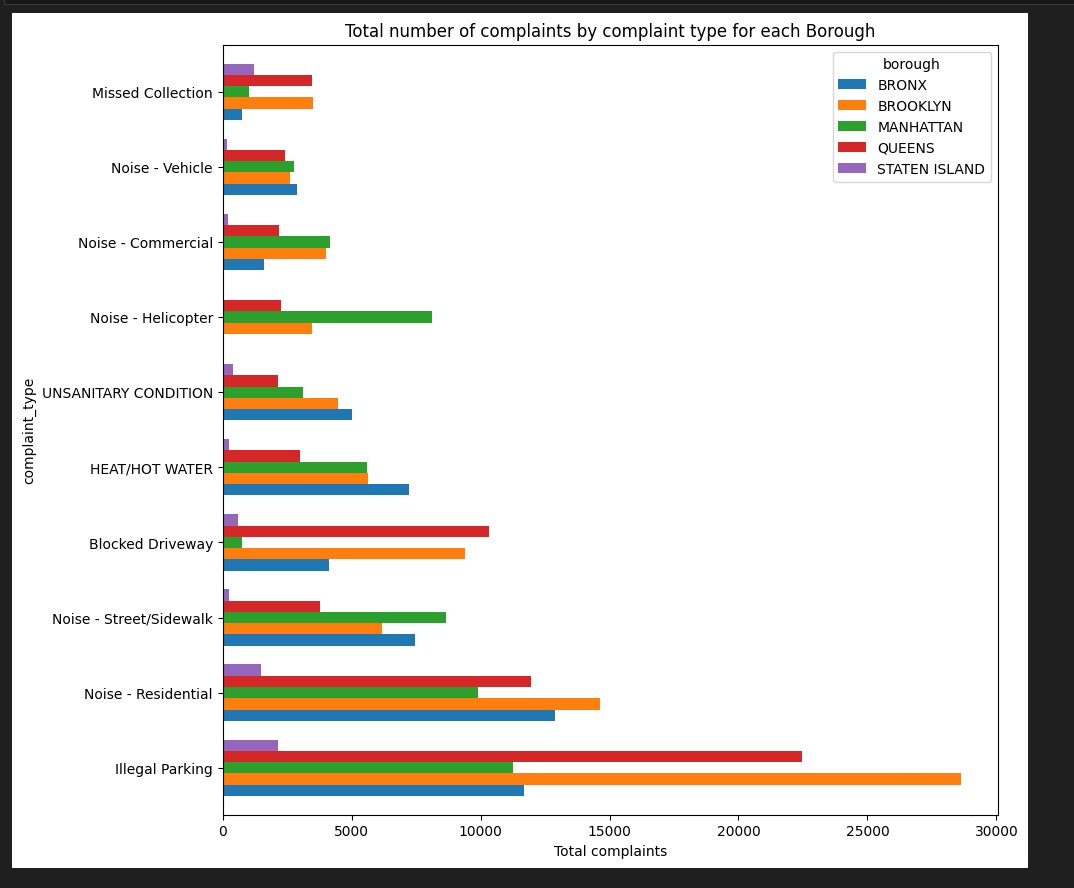 Total number of complaints by complaint type for each Borough
borough
BRONX
BROOKLYN
MANHATTAN
QUEENS
STATEN ISLAND
complaint_type
Missed Collection
Noise - Vehicle
Noise - Commercial
Noise - Helicopter
UNSANITARY CONDITION
HEAT/HOT WATER
Blocked Driveway
Noise - Street/Sidewalk
Noise - Residential
Illegal Parking
0 5000 10000 15000 20000 25000 30000
Total complaints